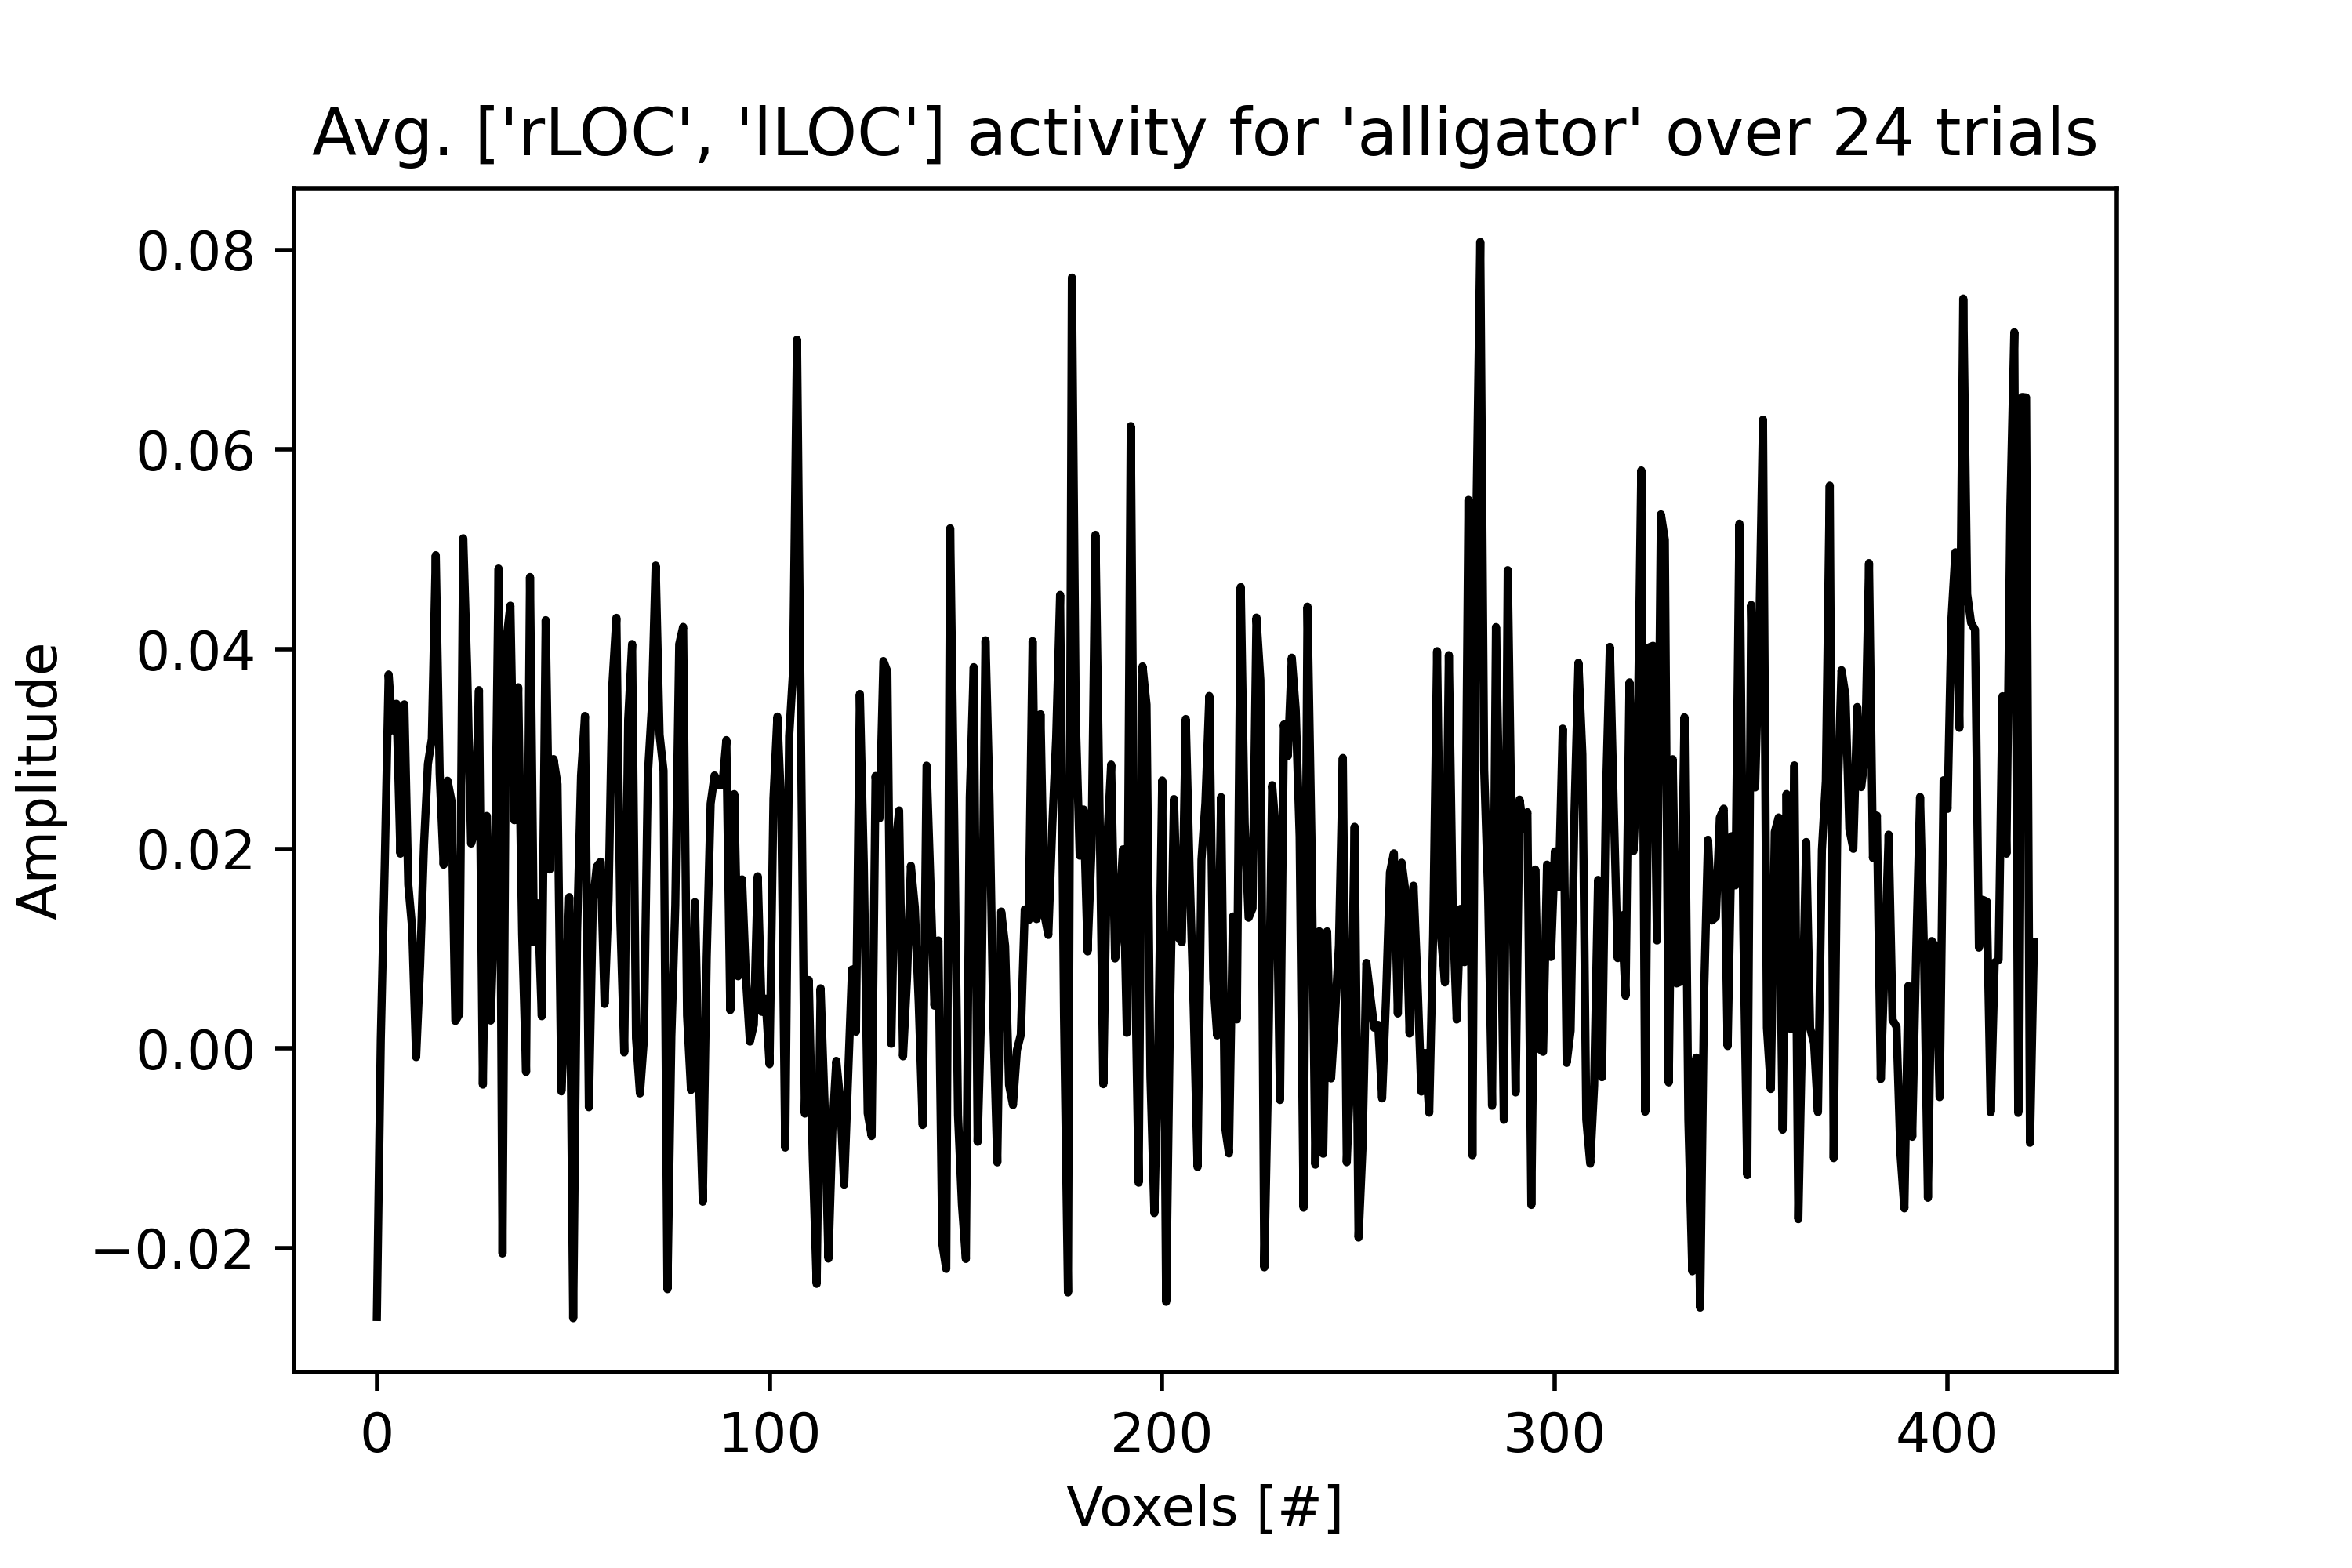 Avg. ['rLOC', 'lLOC'] activity for 'alligator' over 24 trials
0.08
0.06
0.04
0.02
0.00
−0.02
Amplitude
0 100 200 300 400
Voxels [#]